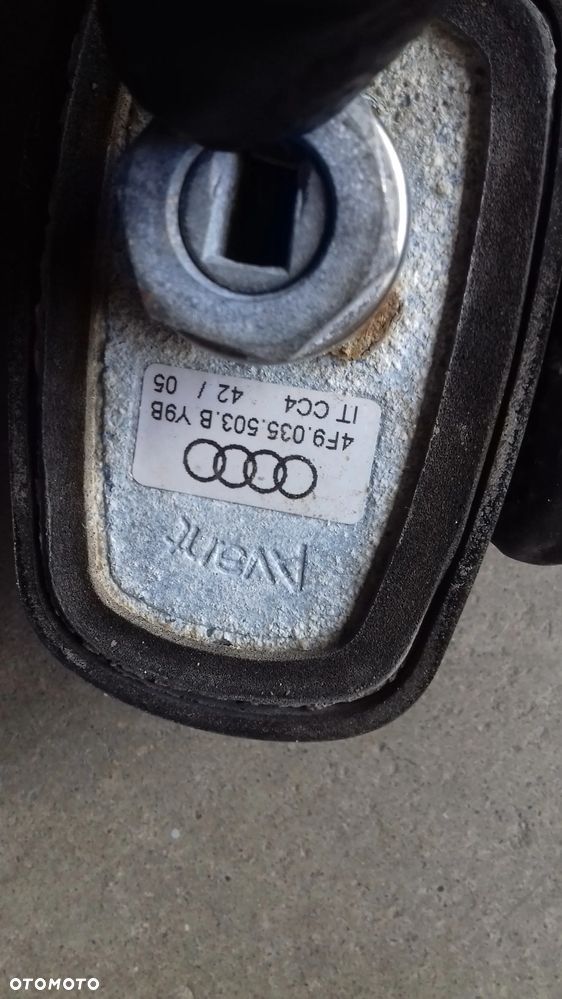 4F9.035.503.B Y9B
IT CC4 42 / 05
Avant
OTOMOTO